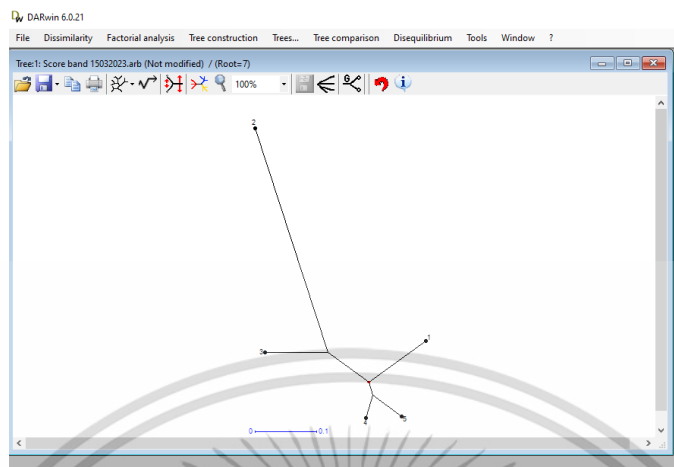 DARwin 6.0.21
File Dissimilarity Factorial analysis Tree construction Trees... Tree comparison Disequilibrium Tools Window ?
Tree:1: Score band 15032023.arb (Not modified) / (Root=7)
100%
2
1
3
4
5
0 0.1